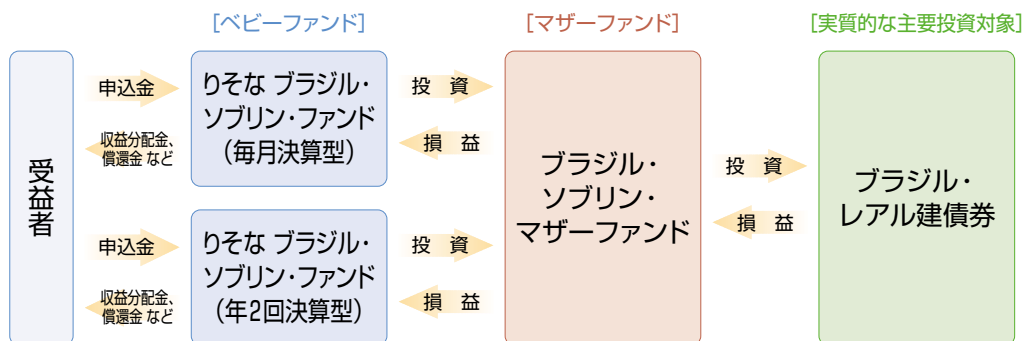 [ベビーファンド]
[マザーファンド]
[実質的な主要投資対象]
受益者
申込金
収益分配金、
償還金 など
りそな ブラジル・
ソブリン・ファンド
(毎月決算型)
投 資
損 益
申込金
収益分配金、
償還金 など
りそな ブラジル・
ソブリン・ファンド
(年2回決算型)
投 資
損 益
ブラジル・
ソブリン・
マザーファンド
投 資
損 益
ブラジル・
レアル建債券